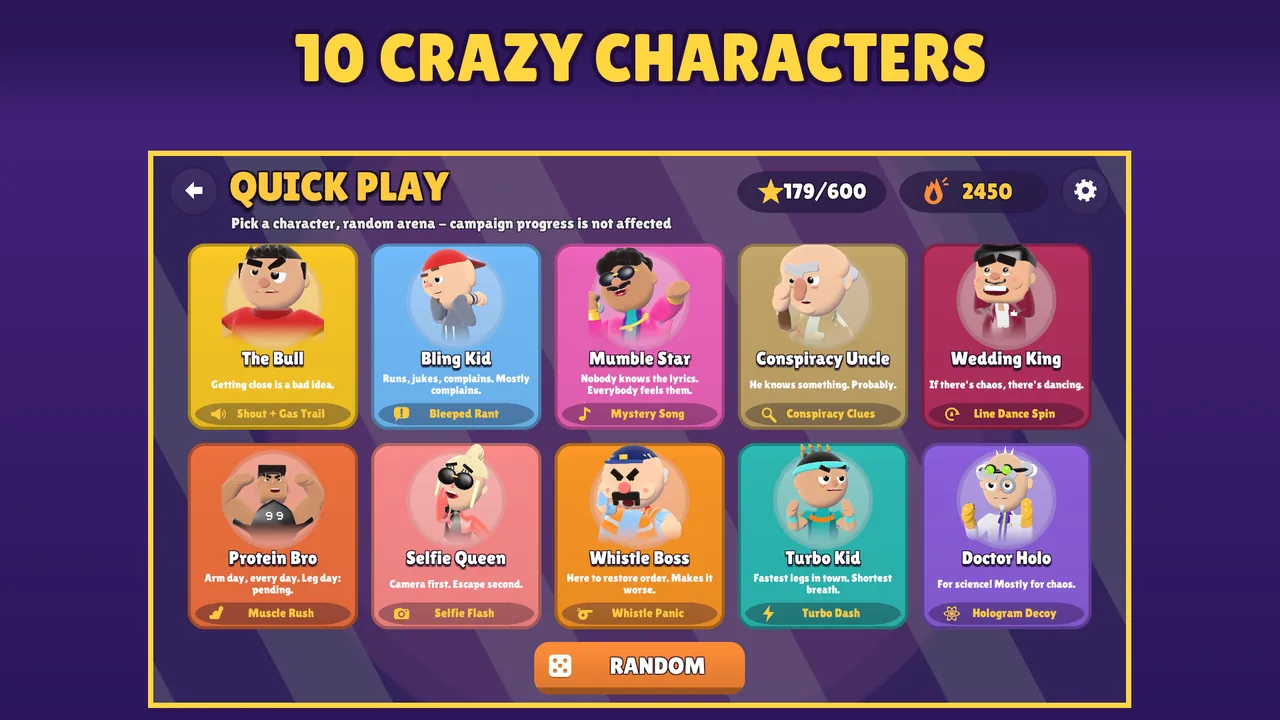 10 CRAZY CHARACTERS
QUICK PLAY
179/600
2450
Pick a character, random arena – campaign progress is not affected
The Bull
Getting close is a bad idea.
Shout + Gas Trail
Bling Kid
Runs, jukes, complains. Mostly
complains.
Bleeped Rant
Mumble Star
Nobody knows the lyrics.
Everybody feels them.
Mystery Song
Conspiracy Uncle
He knows something. Probably.
Conspiracy Clues
Wedding King
If there's chaos, there's dancing.
Line Dance Spin
99
Protein Bro
Arm day, every day. Leg day:
pending.
Muscle Rush
Selfie Queen
Camera first. Escape second.
Selfie Flash
Whistle Boss
Here to restore order. Makes it
worse.
Whistle Panic
Turbo Kid
Fastest legs in town. Shortest
breath.
Turbo Dash
Doctor Holo
For science! Mostly for chaos.
Hologram Decoy
RANDOM